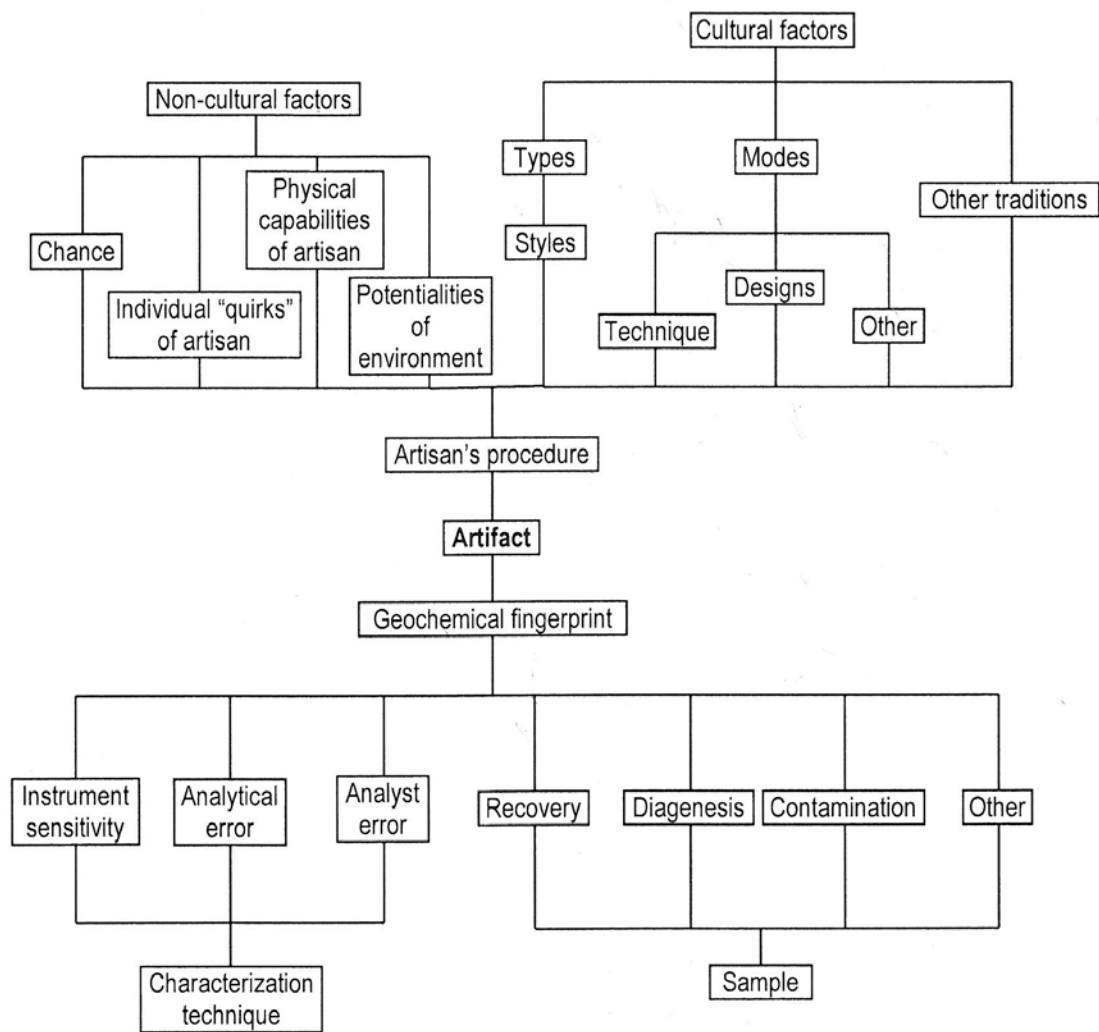 Cultural factors
Non-cultural factors
Types
Modes
Other traditions
Physical
capabilities
of artisan
Chance
Styles
Individual “quirks”
of artisan
Potentialities
of
environment
Designs
Technique
Other
Artisan’s procedure
Artifact
Geochemical fingerprint
Instrument
sensitivity
Analytical
error
Analyst
error
Recovery
Diagenesis
Contamination
Other
Characterization
technique
Sample